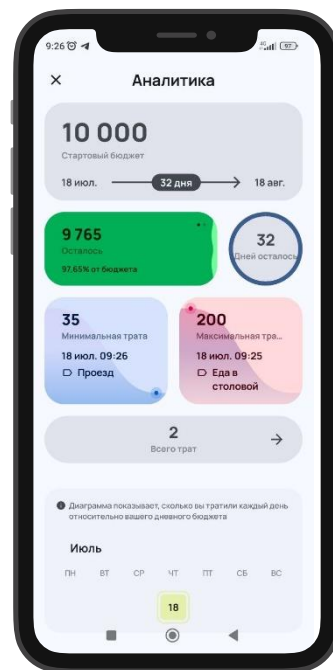 9:26
4G 97
Аналитика
10 000
Стартовый бюджет
18 июл. 32 дня 18 авг.
9 765
Осталось
97,65% от бюджета
32
Дней осталось
35
Минимальная трата
18 июл. 09:26
Проезд
200
Максимальная тра...
18 июл. 09:25
Еда в
столовой
2
Всего трат
Диаграмма показывает, сколько вы тратили каждый день
относительно вашего дневного бюджета
Июль
ПН ВТ СР ЧТ ПТ СБ ВС
18